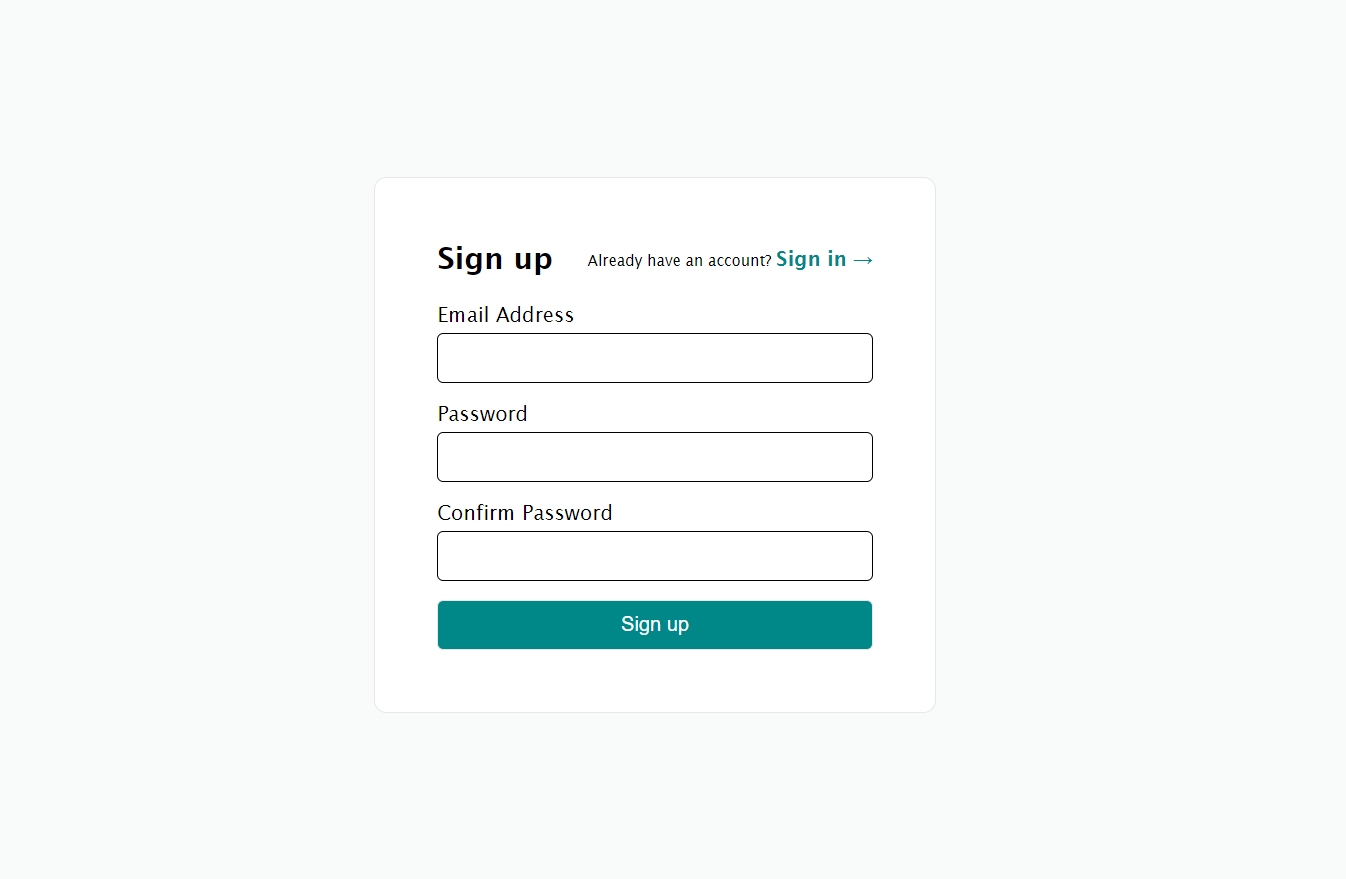 Sign up Already have an account? Sign in →
Email Address
Password
Confirm Password
Sign up